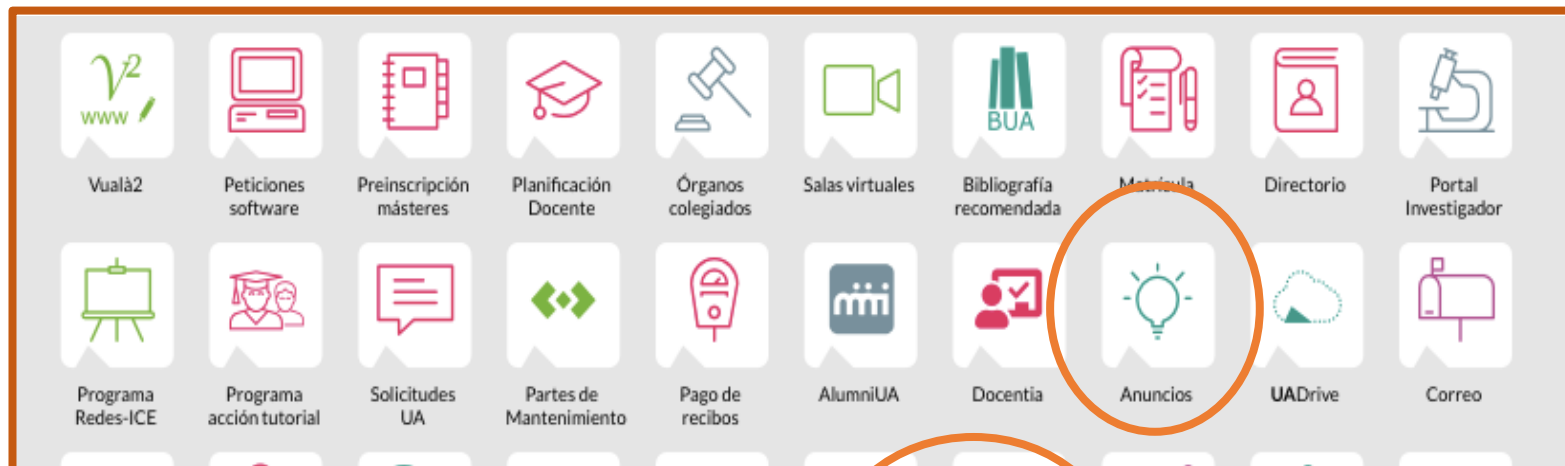 V2
www
BUA
Vualà2
Peticiones
software
Preinscripción
másteres
Planificación
Docente
Órganos
colegiados
Salas virtuales
Bibliografía
recomendada
Matrícula
Directorio
Portal
Investigador
Programa
Redes-ICE
Programa
acción tutorial
Solicitudes
UA
Partes de
Mantenimiento
Pago de
recibos
AlumniUA
Docentia
Anuncios
UADrive
Correo